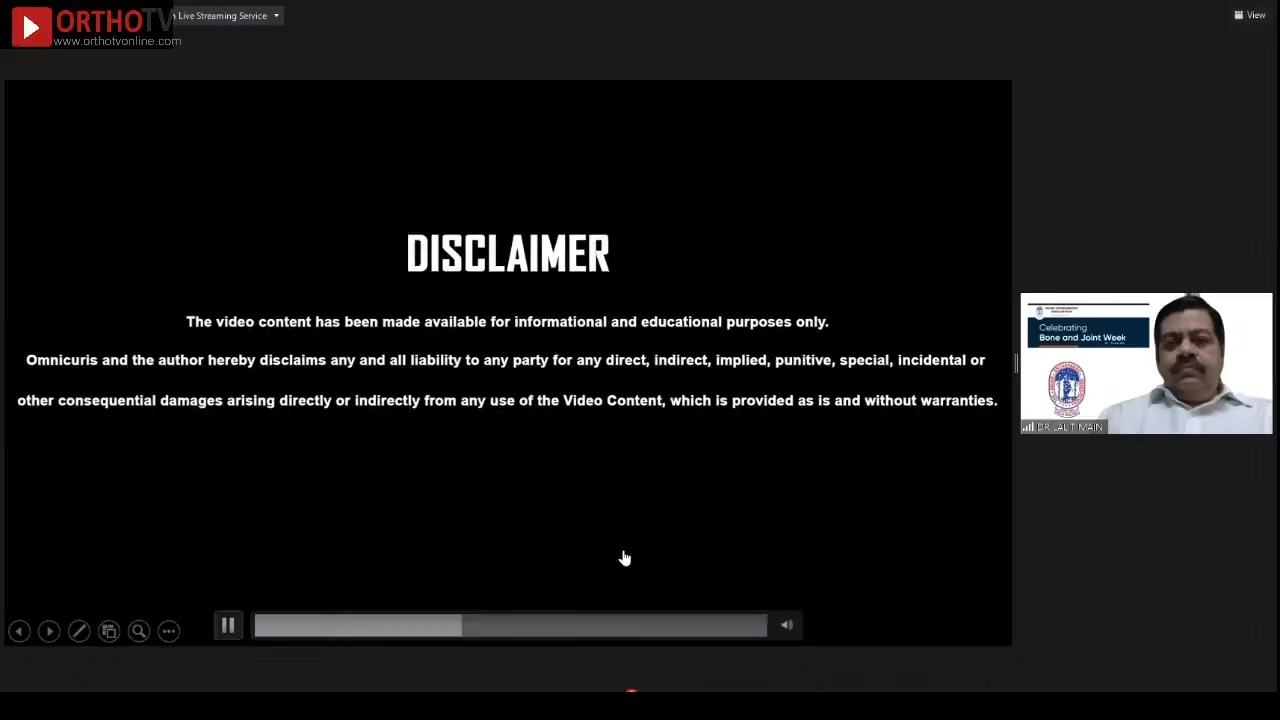 ORTHOTV
Live Streaming Service
www.orthotvonline.com
View
DISCLAIMER
The video content has been made available for informational and educational purposes only.
Omnicuris and the author hereby disclaims any and all liability to any party for any direct, indirect, implied, punitive, special, incidental or
other consequential damages arising directly or indirectly from any use of the Video Content, which is provided as is and without warranties.
Celebrating
Bone and Joint Week
DR LALIT MAINI